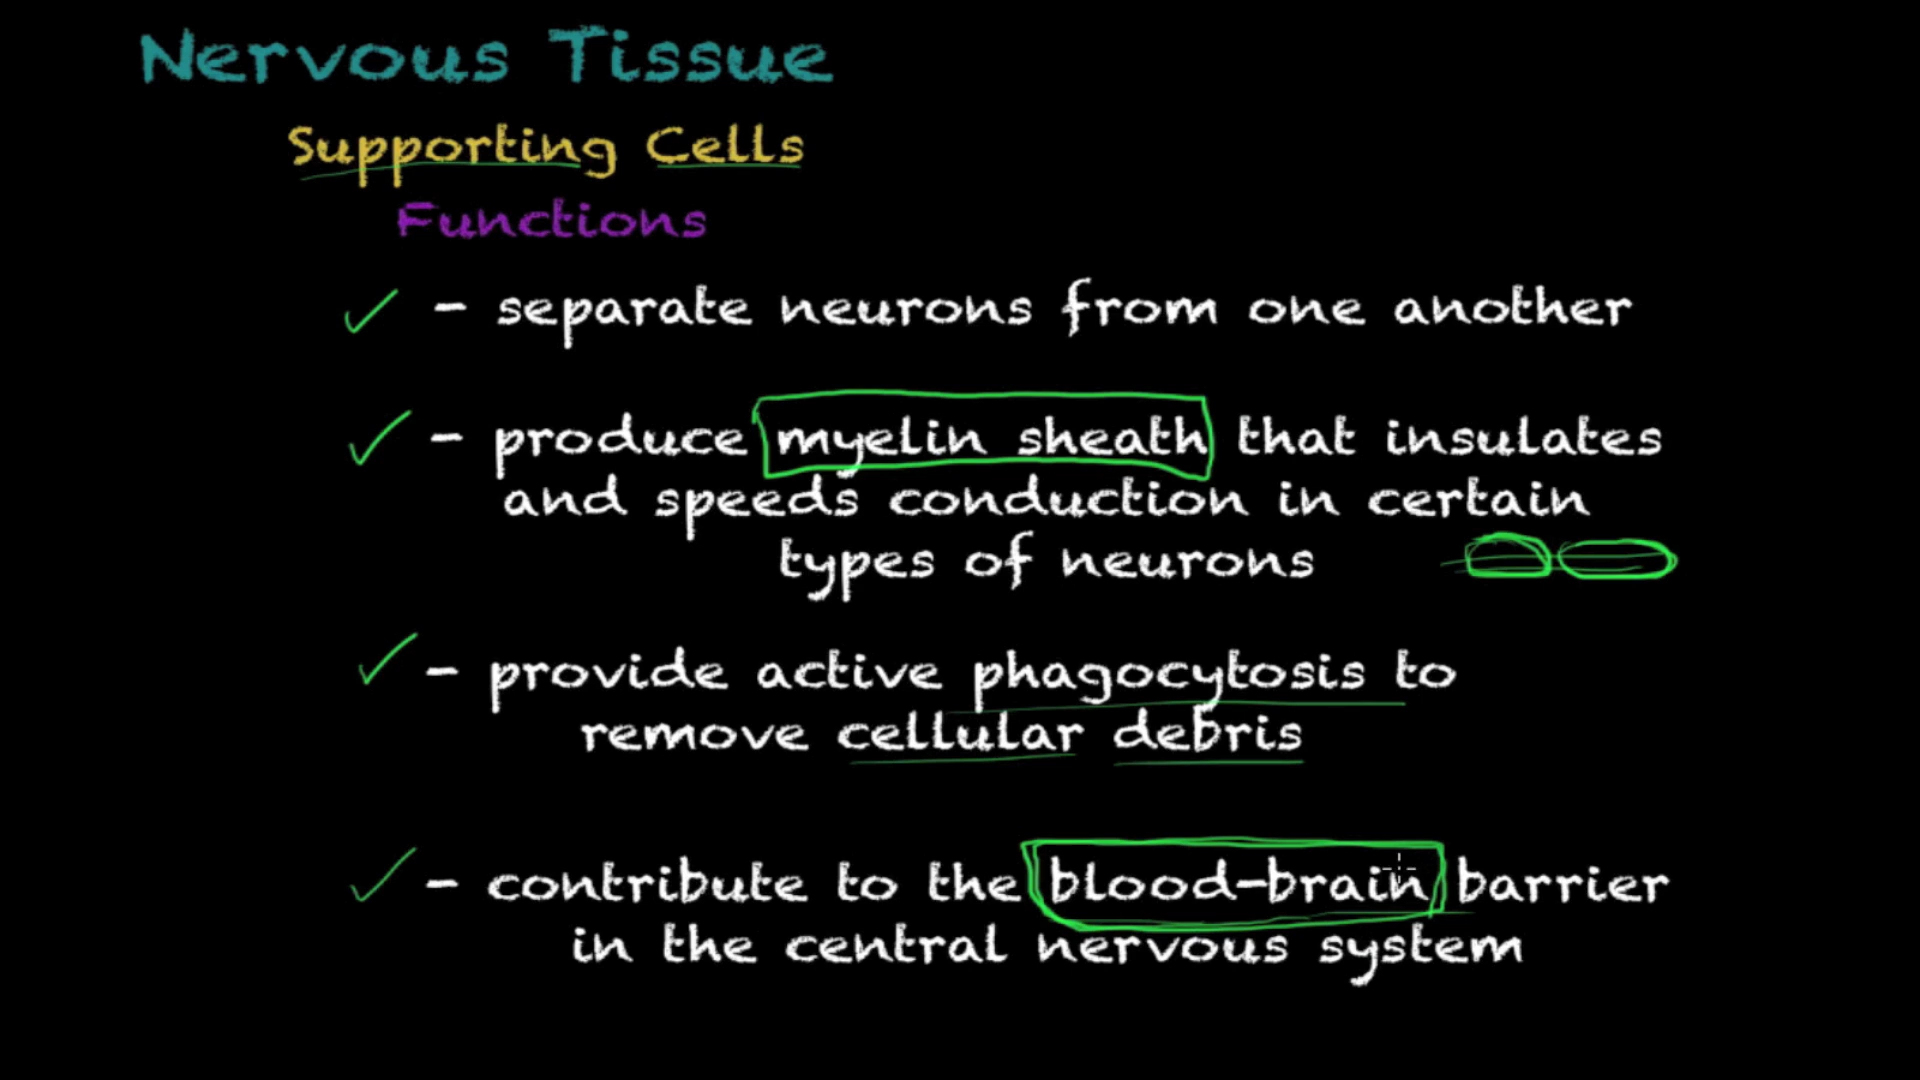 Nervous Tissue
Supporting Cells
Functions
- separate neurons from one another
- produce myelin sheath that insulates
and speeds conduction in certain
types of neurons
- provide active phagocytosis to
remove cellular debris
- contribute to the blood-brain barrier
in the central nervous system